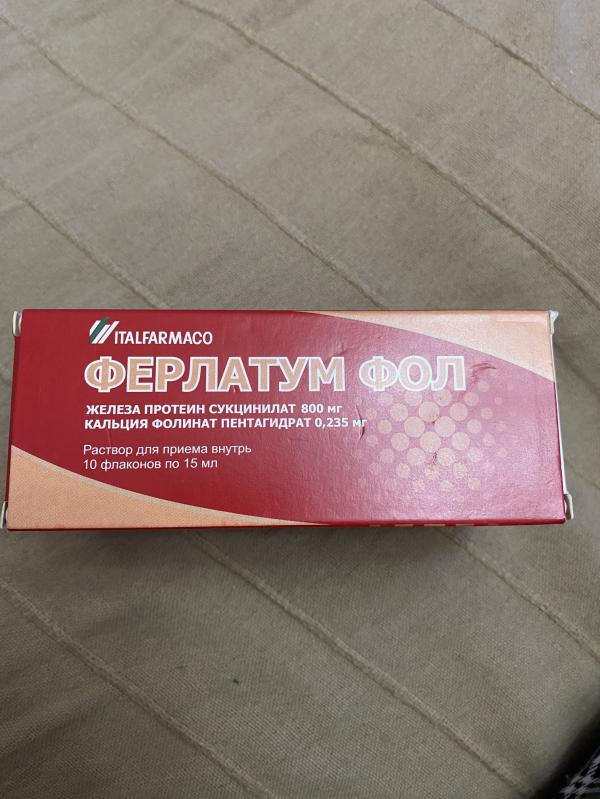 ITALFARMACO
ФЕРЛАТУМ ФОЛ
ЖЕЛЕЗА ПРОТЕИН СУКЦИНИЛАТ 800 мг
КАЛЬЦИЯ ФОЛИНАТ ПЕНТАГИДРАТ 0,235 мг
Раствор для приема внутрь
10 флаконов по 15 мл